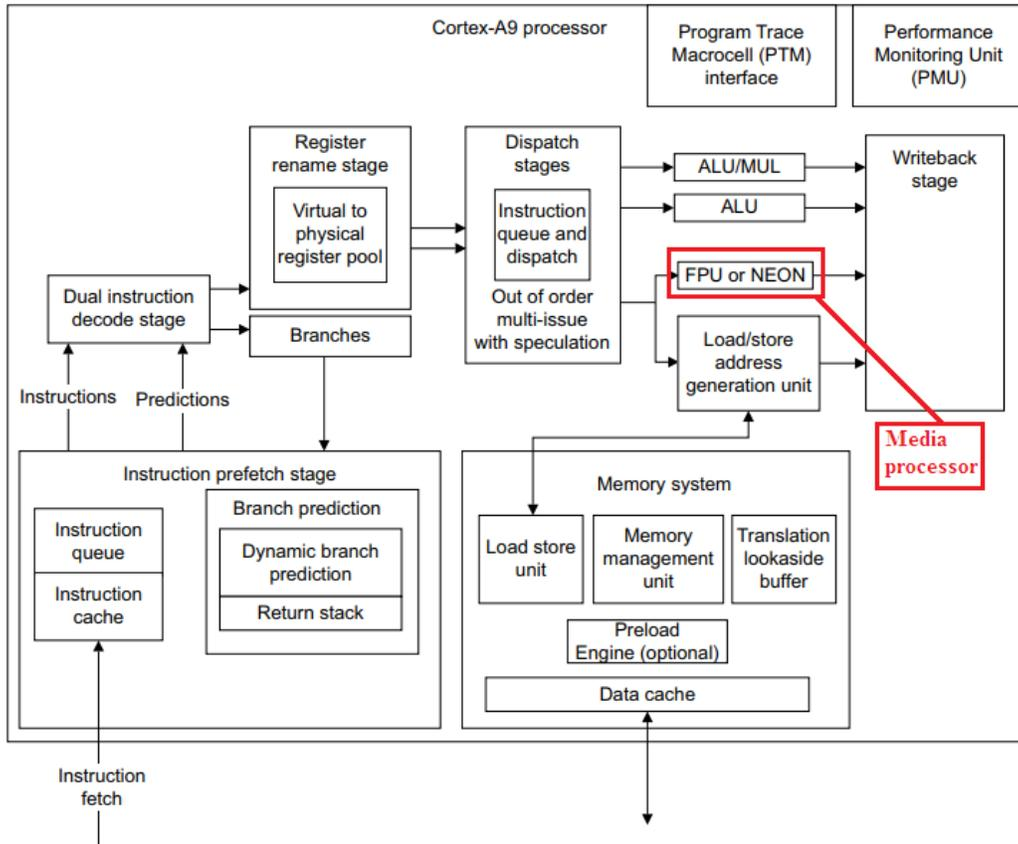 Cortex-A9 processor
Program Trace
Macrocell (PTM)
interface
Performance
Monitoring Unit
(PMU)
Register
rename stage
Virtual to
physical
register pool
Dispatch
stages
Instruction
queue and
dispatch
Out of order
multi-issue
with speculation
ALU/MUL
ALU
FPU or NEON
Load/store
address
generation unit
Writeback
stage
Dual instruction
decode stage
Branches
Instructions
Predictions
Media
processor
Instruction prefetch stage
Instruction
queue
Instruction
cache
Branch prediction
Dynamic branch
prediction
Return stack
Memory system
Load store
unit
Memory
management
unit
Translation
lookaside
buffer
Preload
Engine (optional)
Data cache
Instruction
fetch